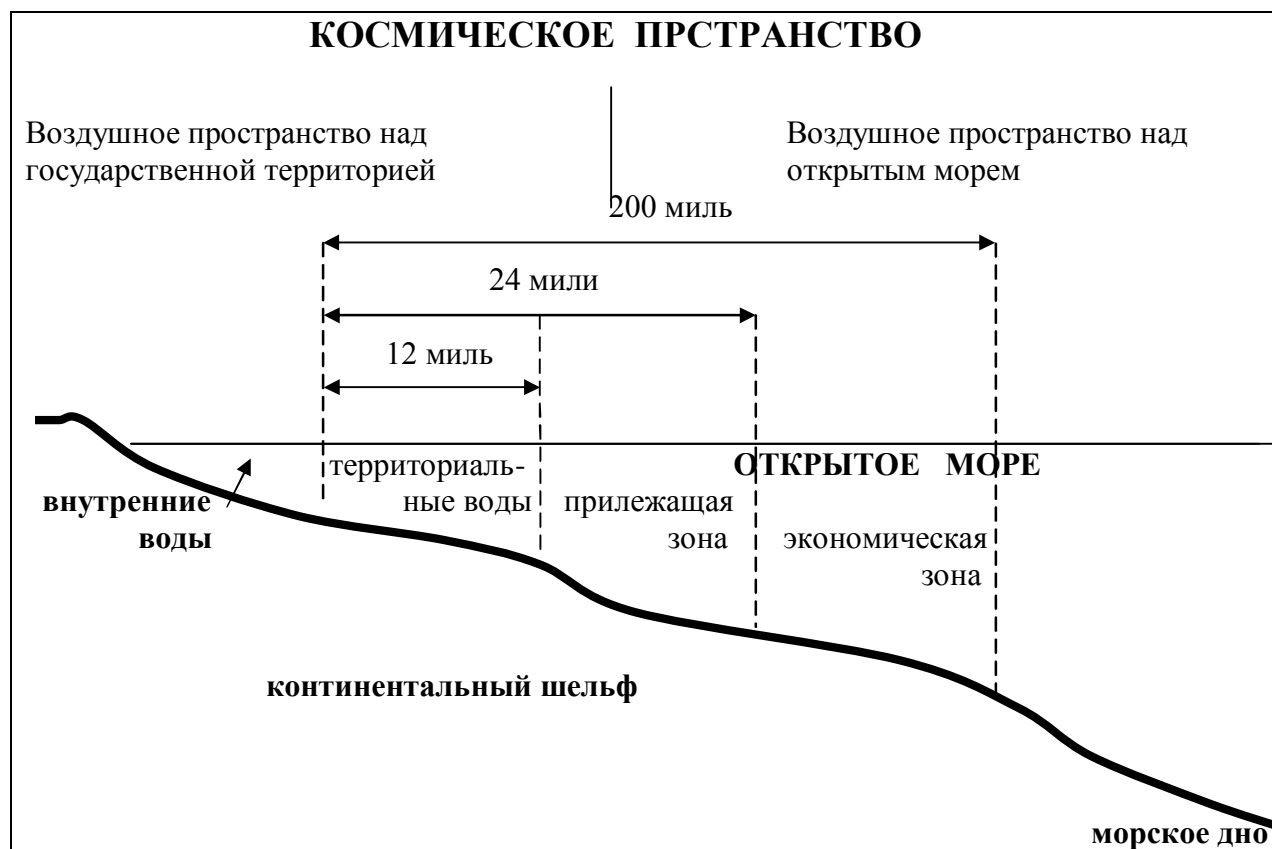 КОСМИЧЕСКОЕ ПРСТРАНСТВО
Воздушное пространство над
государственной территорией
Воздушное пространство над
открытым морем
200 миль
24 мили
12 миль
территориаль-
ные воды
ОТКРЫТОЕ МОРЕ
внутренние
воды
прилежащая
зона
экономическая
зона
континентальный шельф
морское дно